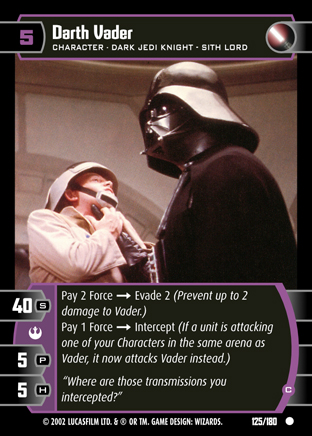 5
Darth Vader
CHARACTER · DARK JEDI KNIGHT · SITH LORD
40 S
5 P
5 H
Pay 2 Force → Evade 2 (Prevent up to 2
damage to Vader.)
Pay 1 Force → Intercept (If a unit is attacking
one of your Characters in the same arena as
Vader, it now attacks Vader instead.)
“Where are those transmissions you
intercepted?”
C
© 2002 LUCASFILM LTD. & ® OR TM. GAME DESIGN: WIZARDS.
125/180